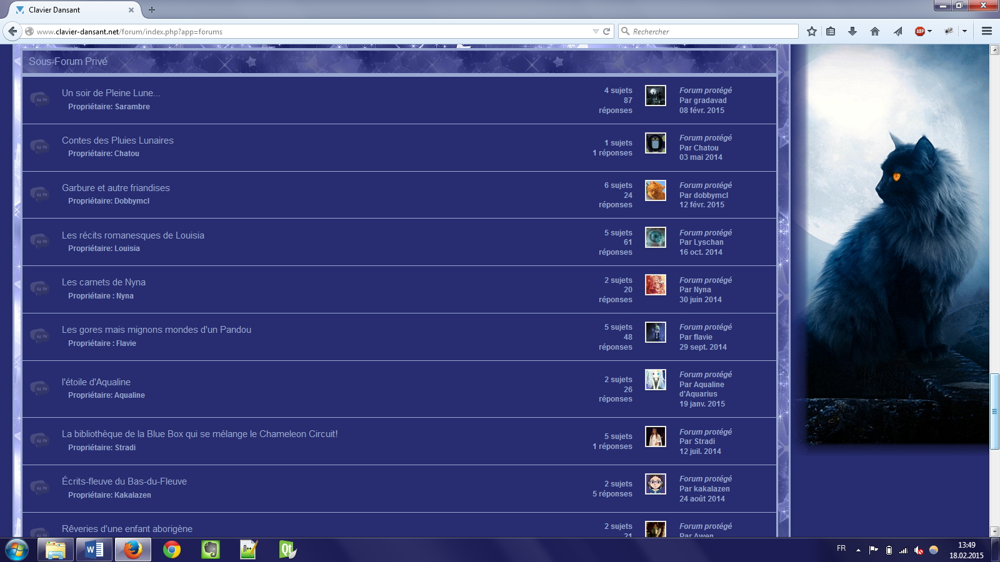 Clavier Dansant
www.clavier-dansant.net/forum/index.php?app=forums
Rechercher
ABP
Sous-Forum Privé
Un soir de Pleine Lune...
Propriétaire: Sarambre
4 sujets
87
réponses
Forum protégé
Par gradavad
08 févr. 2015
Contes des Pluies Lunaires
Propriétaire: Chatou
1 sujets
1 réponses
Forum protégé
Par Chatou
03 mai 2014
Garbure et autre friandises
Propriétaire: Dobbymcl
6 sujets
24
réponses
Forum protégé
Par dobbymcl
12 févr. 2015
Les récits romanesques de Louisia
Propriétaire: Louisia
5 sujets
61
réponses
Forum protégé
Par Lyschan
16 oct. 2014
Les carnets de Nyna
Propriétaire : Nyna
2 sujets
20
réponses
Forum protégé
Par Nyna
30 juin 2014
Les gores mais mignons mondes d'un Pandou
Propriétaire : Flavie
5 sujets
48
réponses
Forum protégé
Par flavie
29 sept. 2014
l'étoile d'Aqualine
Propriétaire: Aqualine
2 sujets
26
réponses
Forum protégé
Par Aqualine
d'Aquarius
19 janv. 2015
La bibliothèque de la Blue Box qui se mélange le Chameleon Circuit!
Propriétaire: Stradi
5 sujets
1 réponses
Forum protégé
Par Stradi
12 juil. 2014
Écrits-fleuve du Bas-du-Fleuve
Propriétaire: Kakalazen
2 sujets
5 réponses
Forum protégé
Par kakalazen
24 août 2014
Rêveries d'une enfant aborigène
2 sujets
21
Forum protégé
Par Awen
FR
13:49
18.02.2015